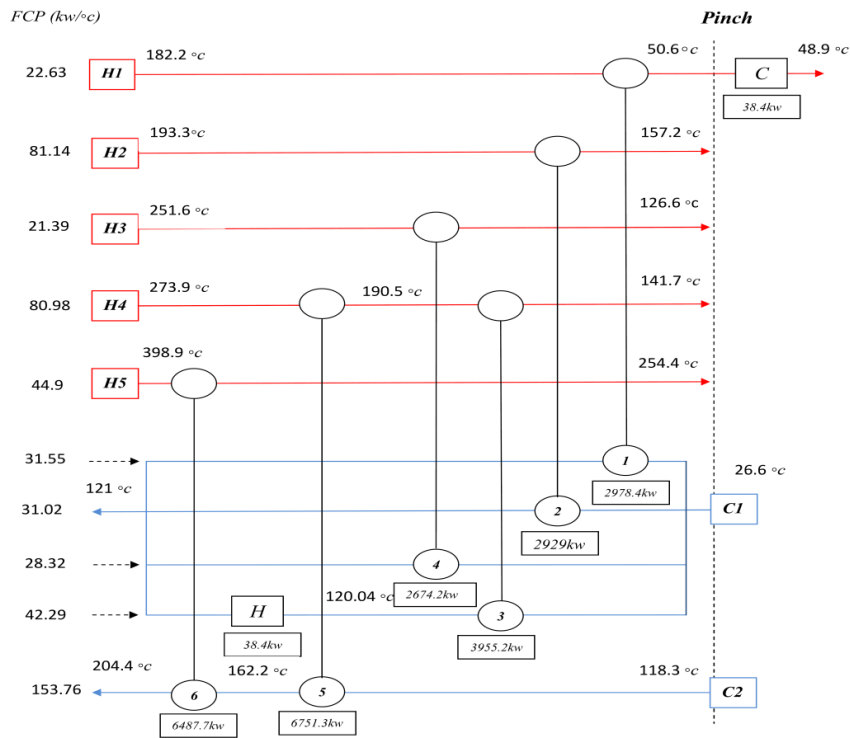 FCP (kw/°c)
Pinch
182.2 °c
50.6°c
48.9 °c
22.63
H1
C
38.4kw
193.3°c
157.2 °c
81.14
H2
251.6 °c
126.6 °c
21.39
H3
273.9 °c
190.5 °c
141.7 °c
80.98
H4
398.9 °c
254.4 °c
44.9
H5
31.55
1
26.6 °c
121 °c
2978.4kw
31.02
2
C1
2929kw
28.32
4
120.04 °c
2674.2kw
42.29
H
3
38.4kw
3955.2kw
204.4 °c
162.2 °c
118.3 °c
153.76
6
5
C2
6487.7kw
6751.3kw